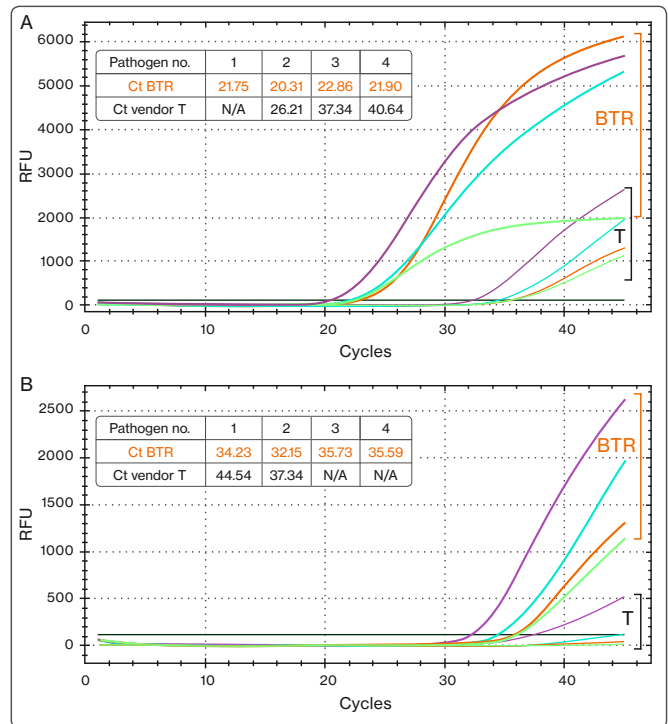 A
6000
5000
4000
3000
2000
1000
0
RFU
Pathogen no. 1 2 3 4
Ct BTR 21.75 20.31 22.86 21.90
Ct vendor T N/A 26.21 37.34 40.64
BTR
T
0 10 20 30 40
Cycles
B
2500
2000
1500
1000
500
0
RFU
Pathogen no. 1 2 3 4
Ct BTR 34.23 32.15 35.73 35.59
Ct vendor T 44.54 37.34 N/A N/A
BTR
T
0 10 20 30 40
Cycles